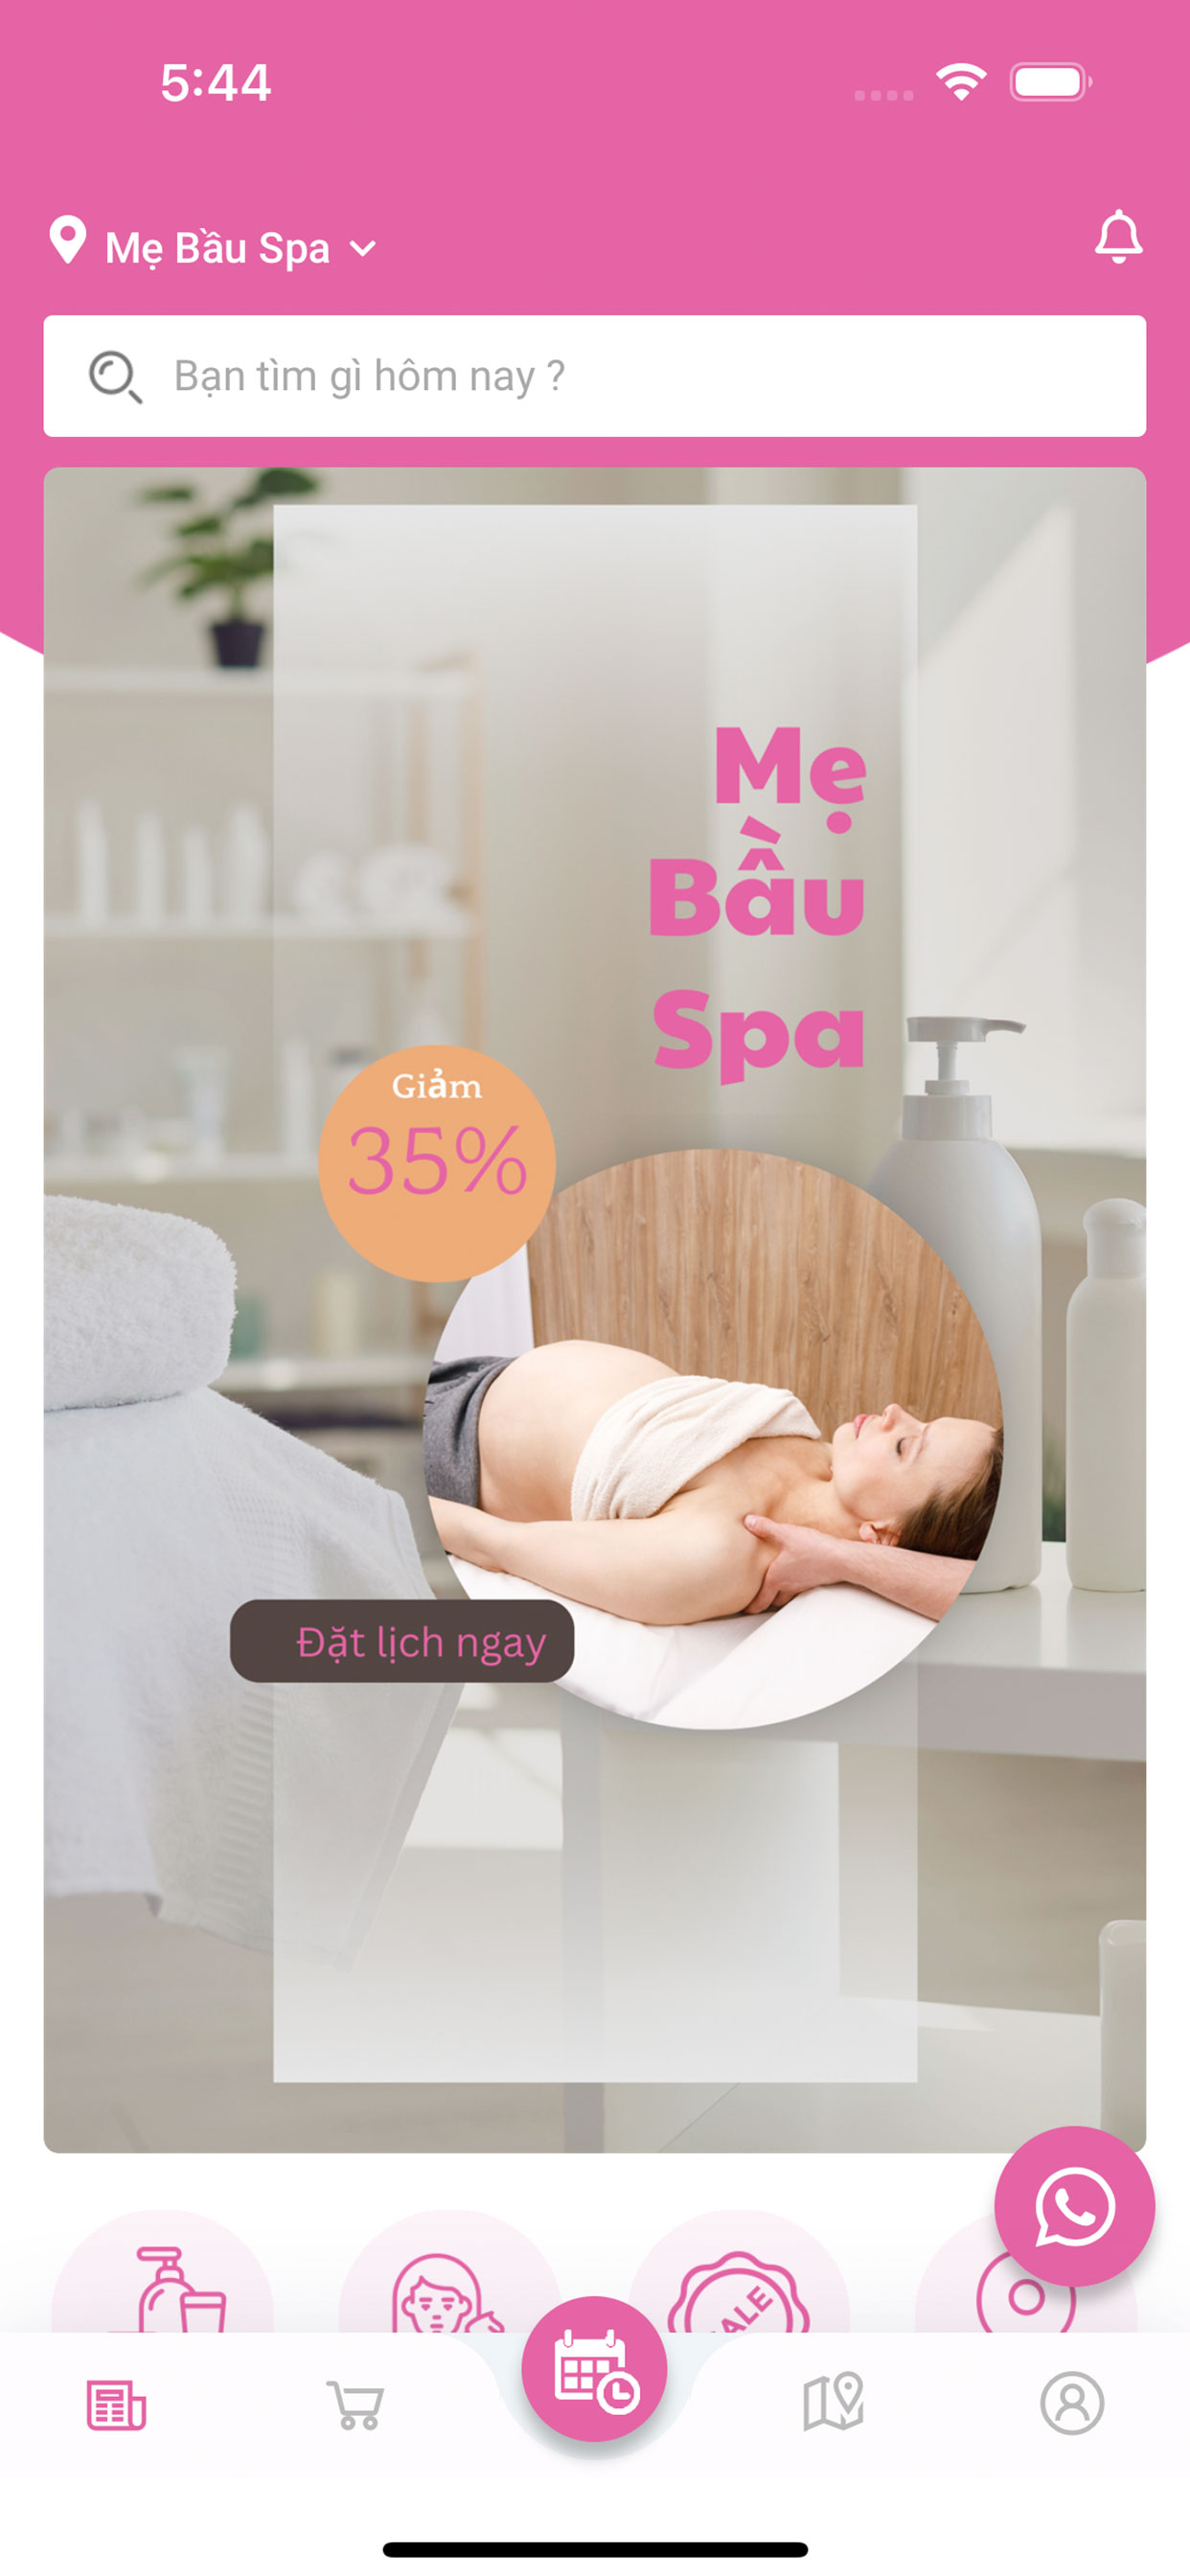 5:44
Mẹ Bầu Spa
Bạn tìm gì hôm nay ?
Mẹ
Bầu
Spa
Giảm
35%
Đặt lịch ngay